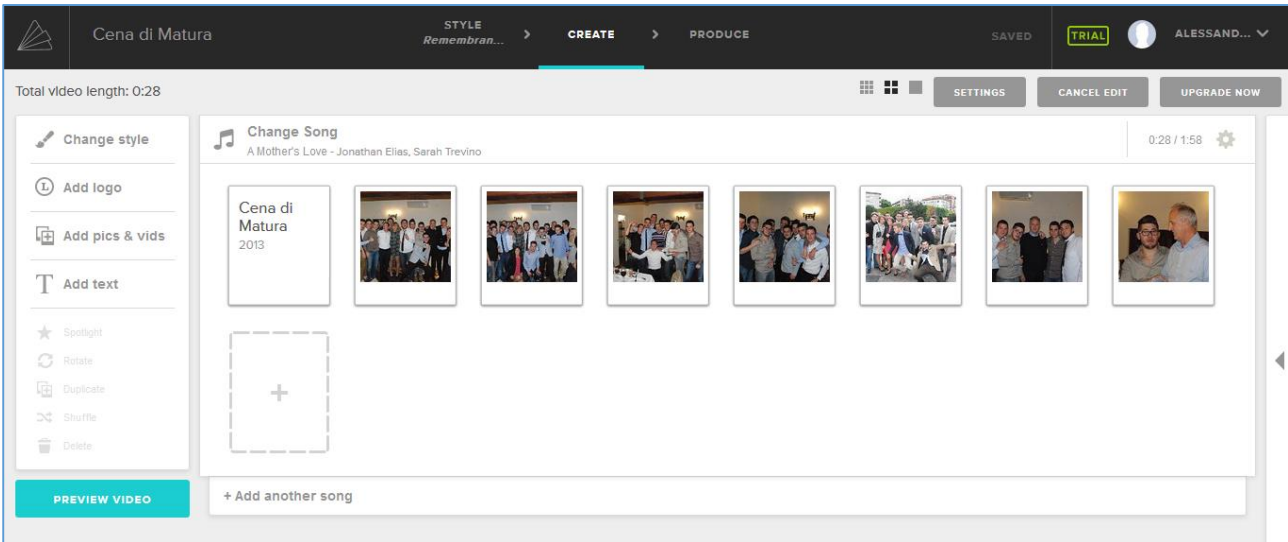 Cena di Matura
STYLE
Remembran...
>
CREATE
>
PRODUCE
SAVED
TRIAL
ALESSAND...
Total video length: 0:28
SETTINGS
CANCEL EDIT
UPGRADE NOW
Change style
L
Add logo
Add pics & vids
T
Add text
Spotlight
Rotate
Duplicate
Shuffle
Delete
PREVIEW VIDEO
Change Song
A Mother's Love - Jonathan Elias, Sarah Trevino
0:28 / 1:58
Cena di
Matura
2013
+
+ Add another song